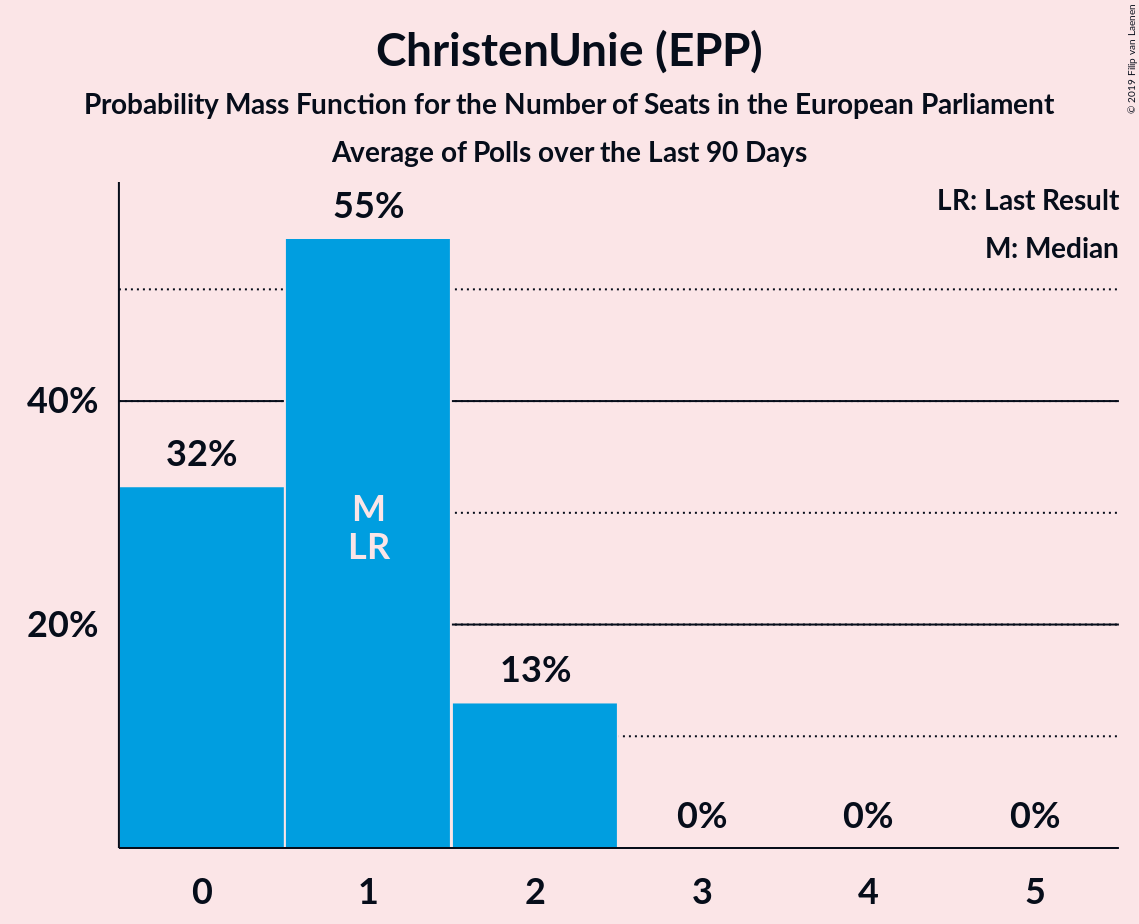 ChristenUnie (EPP)
Probability Mass Function for the Number of Seats in the European Parliament
Average of Polls over the Last 90 Days
© 2019 Filip van Laenen
LR: Last Result
M: Median
55%
40%
32%
M
LR
20%
13%
0%
0%
0%
0
1
2
3
4
5